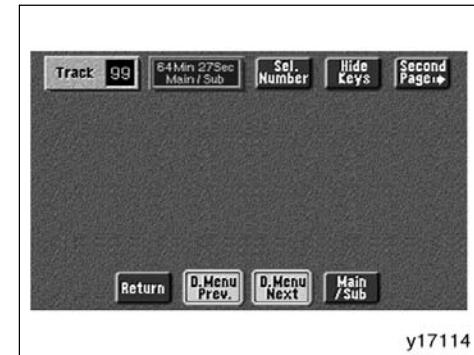 Track 99
64Min 27Sec
Main / Sub
Sel.
Number
Hide
Keys
Second
Page
Return
D.Menu
Prev.
D.Menu
Next
Main
/Sub
y17114